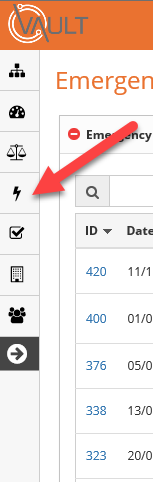 VAULT
Emergen
Emergency
ID Date
420 11/1
400 01/0
376 05/0
338 13/0
323 20/0